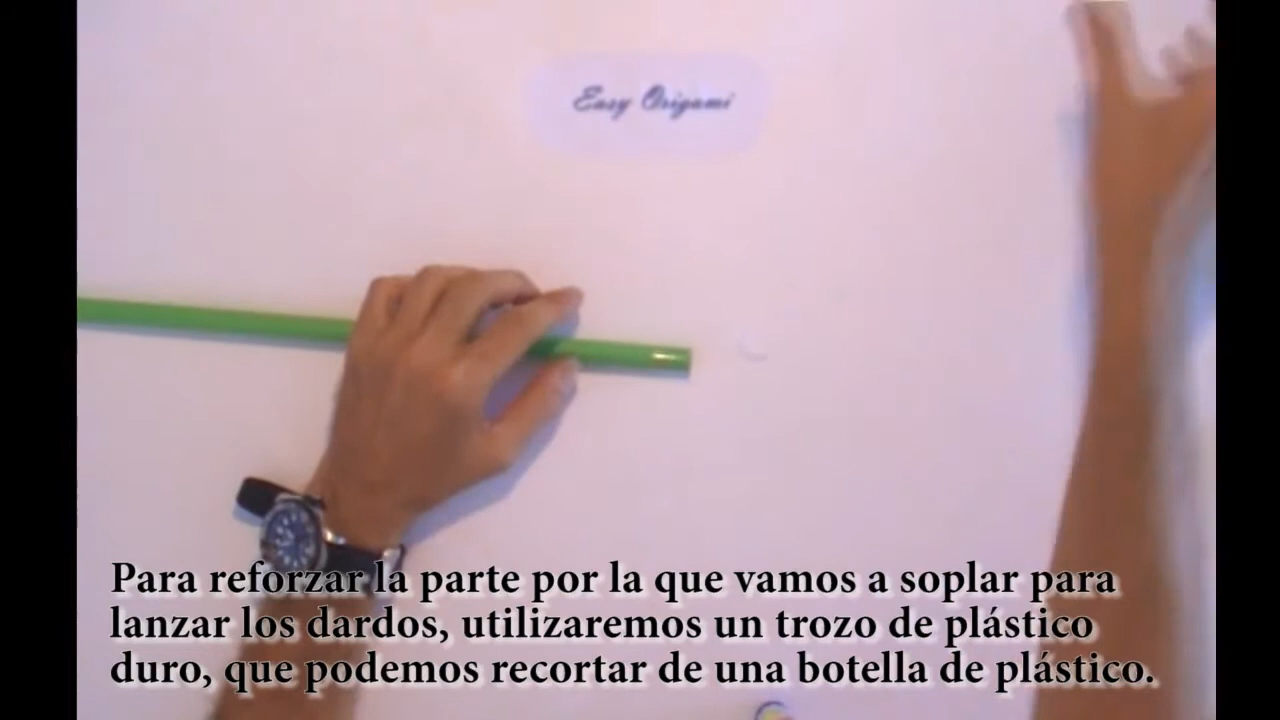 Easy Origami
Para reforzar la parte por la que vamos a soplar para
lanzar los dardos, utilizaremos un trozo de plástico
duro, que podemos recortar de una botella de plástico.